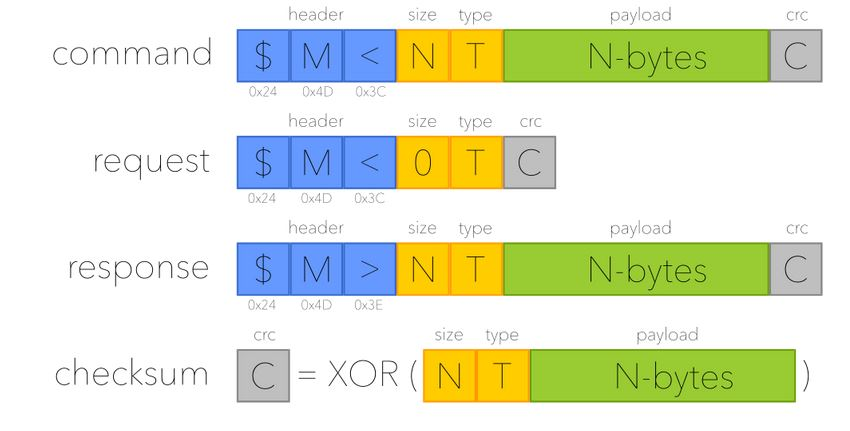 header size type payload crc
command $ M < N T N-bytes C
0x24 0x4D 0x3C
header size type crc
request $ M < 0 T C
0x24 0x4D 0x3C
header size type payload crc
response $ M > N T N-bytes C
0x24 0x4D 0x3E
crc size type payload
checksum C = XOR ( N T N-bytes )